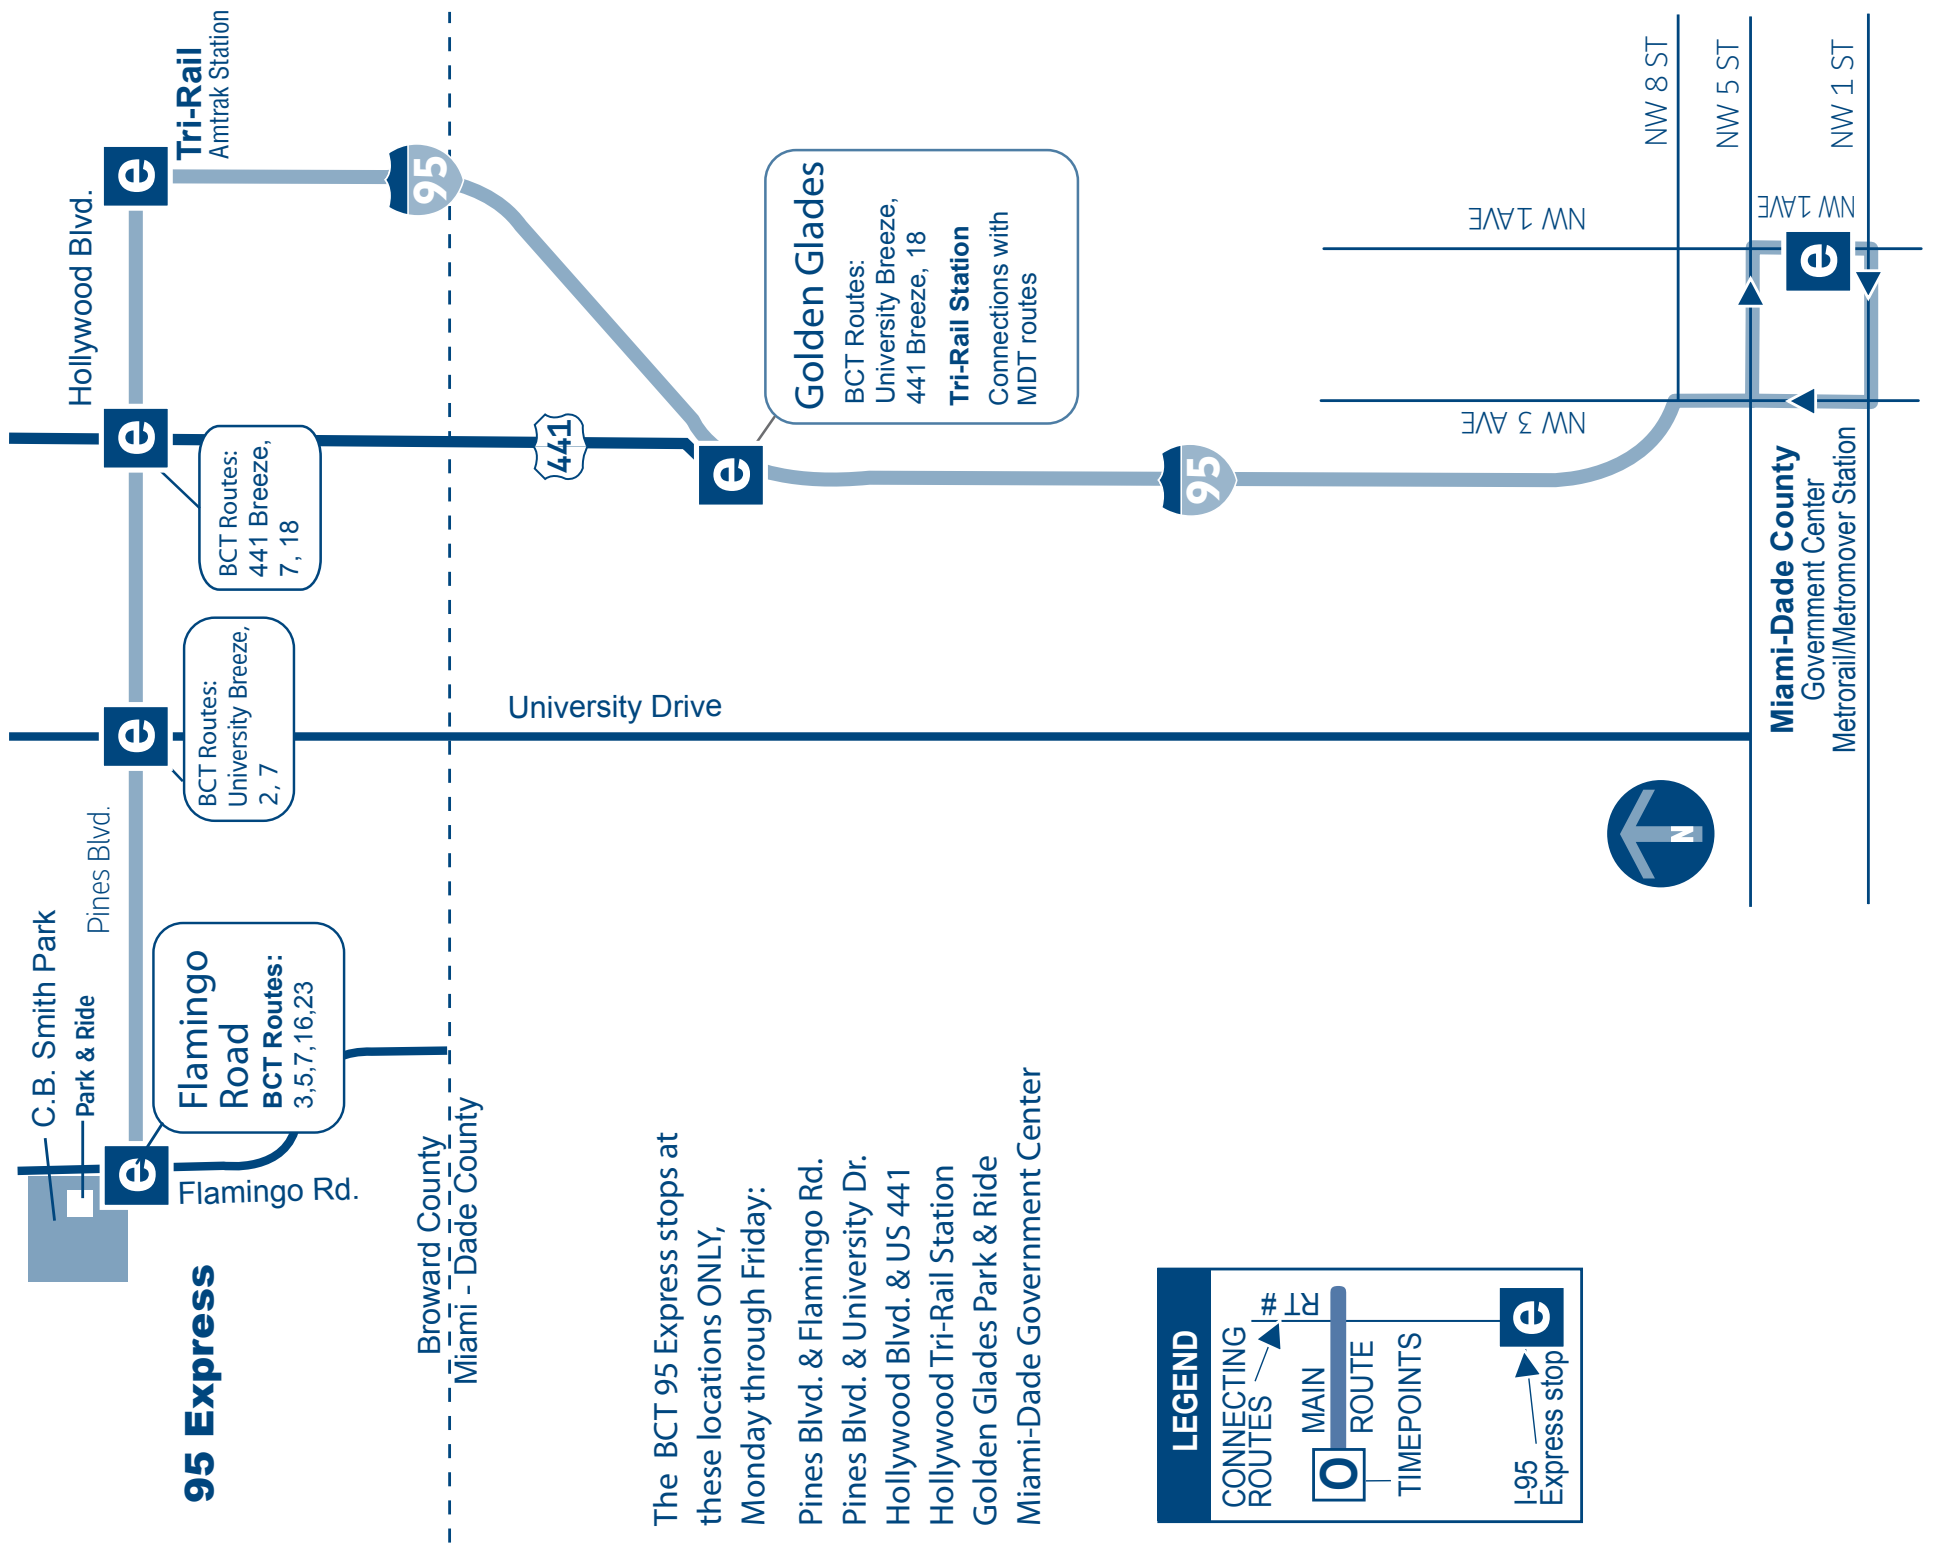 95 Express
C.B. Smith Park
Park & Ride
Pines Blvd.
Hollywood Blvd.
e
e
e
e
Tri-Rail
Amtrak Station
Flamingo
Road
BCT Routes:
3,5,7,16,23
Flamingo Rd.
BCT Routes:
University Breeze,
2, 7
BCT Routes:
441 Breeze,
7, 18
95
441
Broward County
Miami - Dade County
University Drive
e
Golden Glades
BCT Routes:
University Breeze,
441 Breeze, 18
Tri-Rail Station
Connections with
MDT routes
95
The BCT 95 Express stops at
these locations ONLY,
Monday through Friday:
Pines Blvd. & Flamingo Rd.
Pines Blvd. & University Dr.
Hollywood Blvd. & US 441
Hollywood Tri-Rail Station
Golden Glades Park & Ride
Miami-Dade Government Center
LEGEND
CONNECTING
ROUTES
RT #
MAIN
ROUTE
O
TIMEPOINTS
I-95
Express stop
e
N
NW 3 AVE
NW 1AVE
NW 8 ST
NW 5 ST
NW 1AVE
NW 1 ST
e
Miami-Dade County
Government Center
Metrorail/Metromover Station